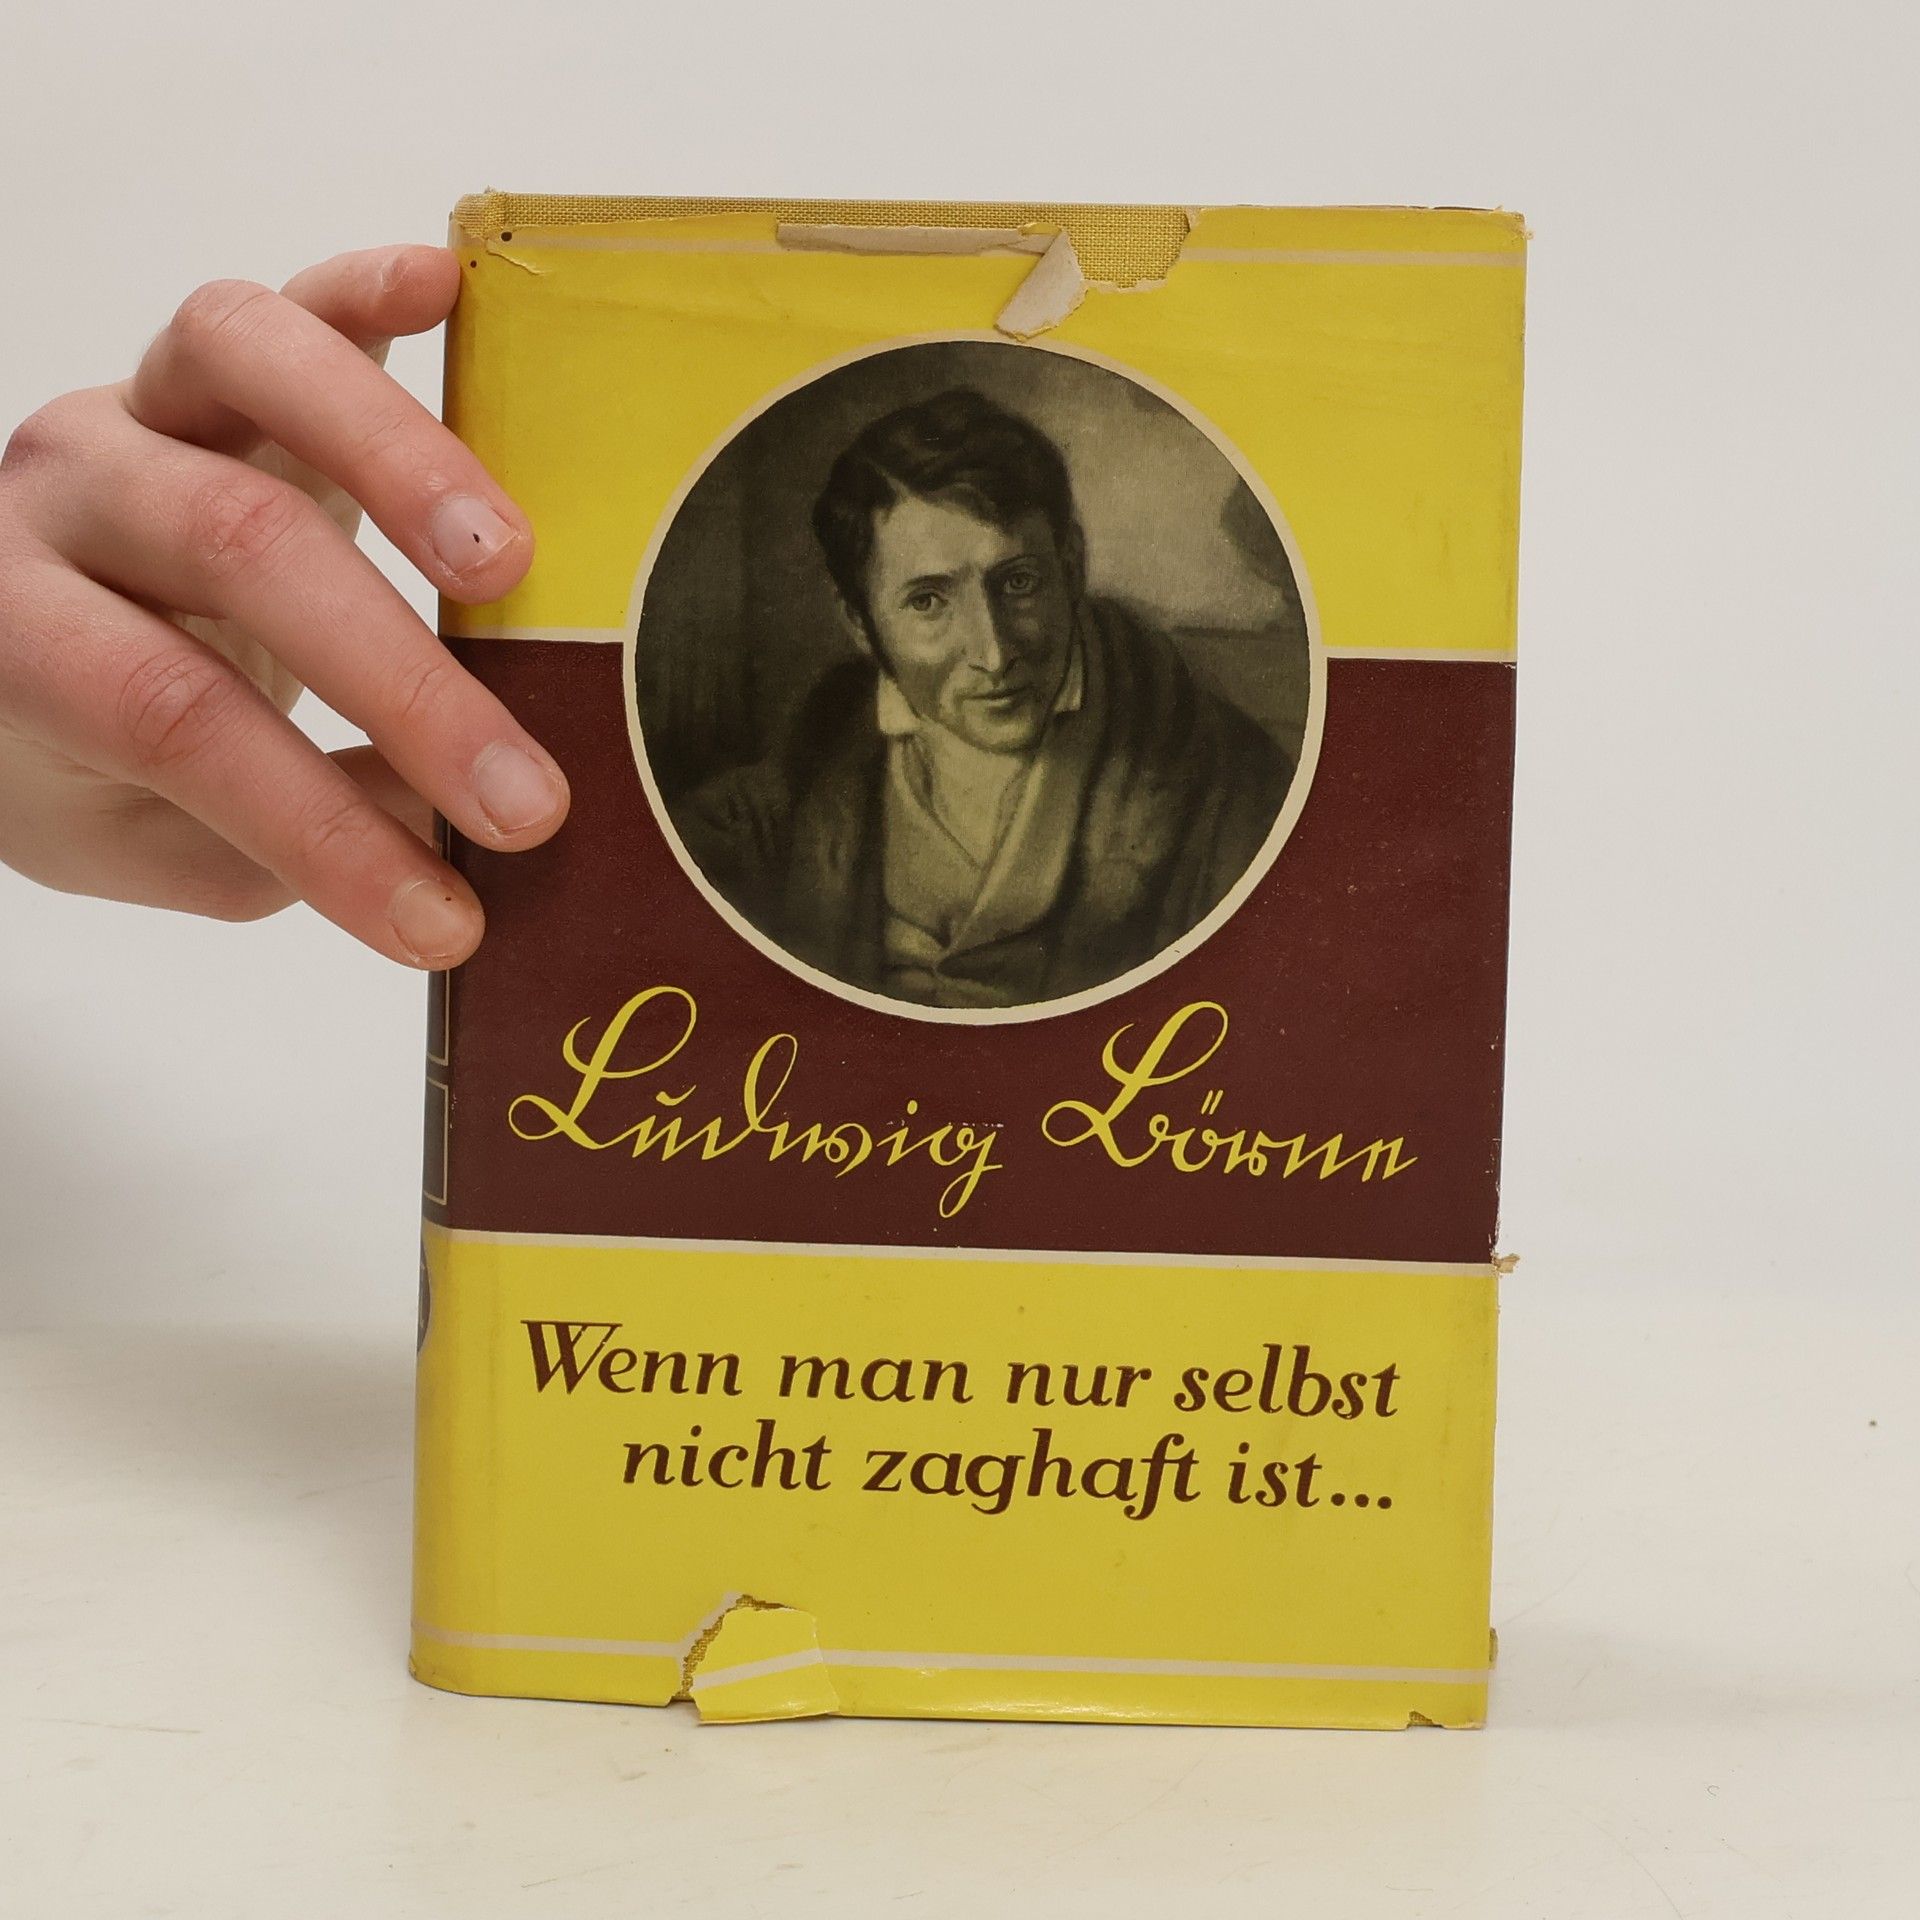 Ludwig Börne
Wenn man nur selbst
nicht zaghaft ist...